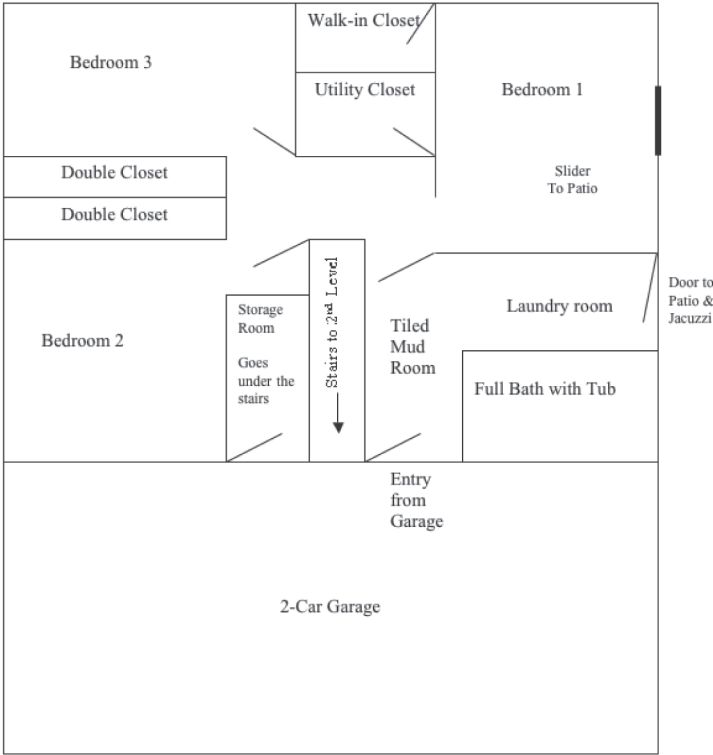 Walk-in Closet
Bedroom 3
Utility Closet
Bedroom 1
Double Closet
Slider
To Patio
Double Closet
Stairs to 2nd Level
Door to
Patio &
Jacuzzi
Laundry room
Storage
Room
Goes
under the
stairs
Tiled
Mud
Room
Bedroom 2
Full Bath with Tub
Entry
from
Garage
2-Car Garage